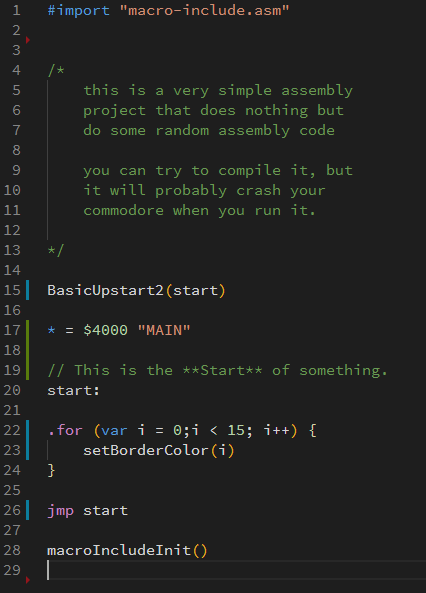 1 #import "macro-include.asm"
2
3
4 /*
5 this is a very simple assembly
6 project that does nothing but
7 do some random assembly code
8
9 you can try to compile it, but
10 it will probably crash your
11 commodore when you run it.
12
13 */
14
15 BasicUpstart2(start)
16
17 * = $4000 "MAIN"
18
19 // This is the **Start** of something.
20 start:
21
22 .for (var i = 0;i < 15; i++) {
23 setBorderColor(i)
24 }
25
26 jmp start
27
28 macroIncludeInit()
29